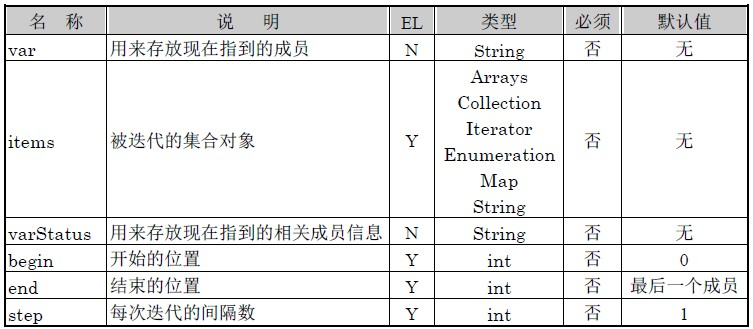 名 称 说 明 EL 类型 必须 默认值
var 用来存放现在指到的成员 N String 否 无
items 被迭代的集合对象 Y Arrays Collection Iterator Enumeration Map String 否 无
varStatus 用来存放现在指到的相关成员信息 N String 否 无
begin 开始的位置 Y int 否 0
end 结束的位置 Y int 否 最后一个成员
step 每次迭代的间隔数 Y int 否 1